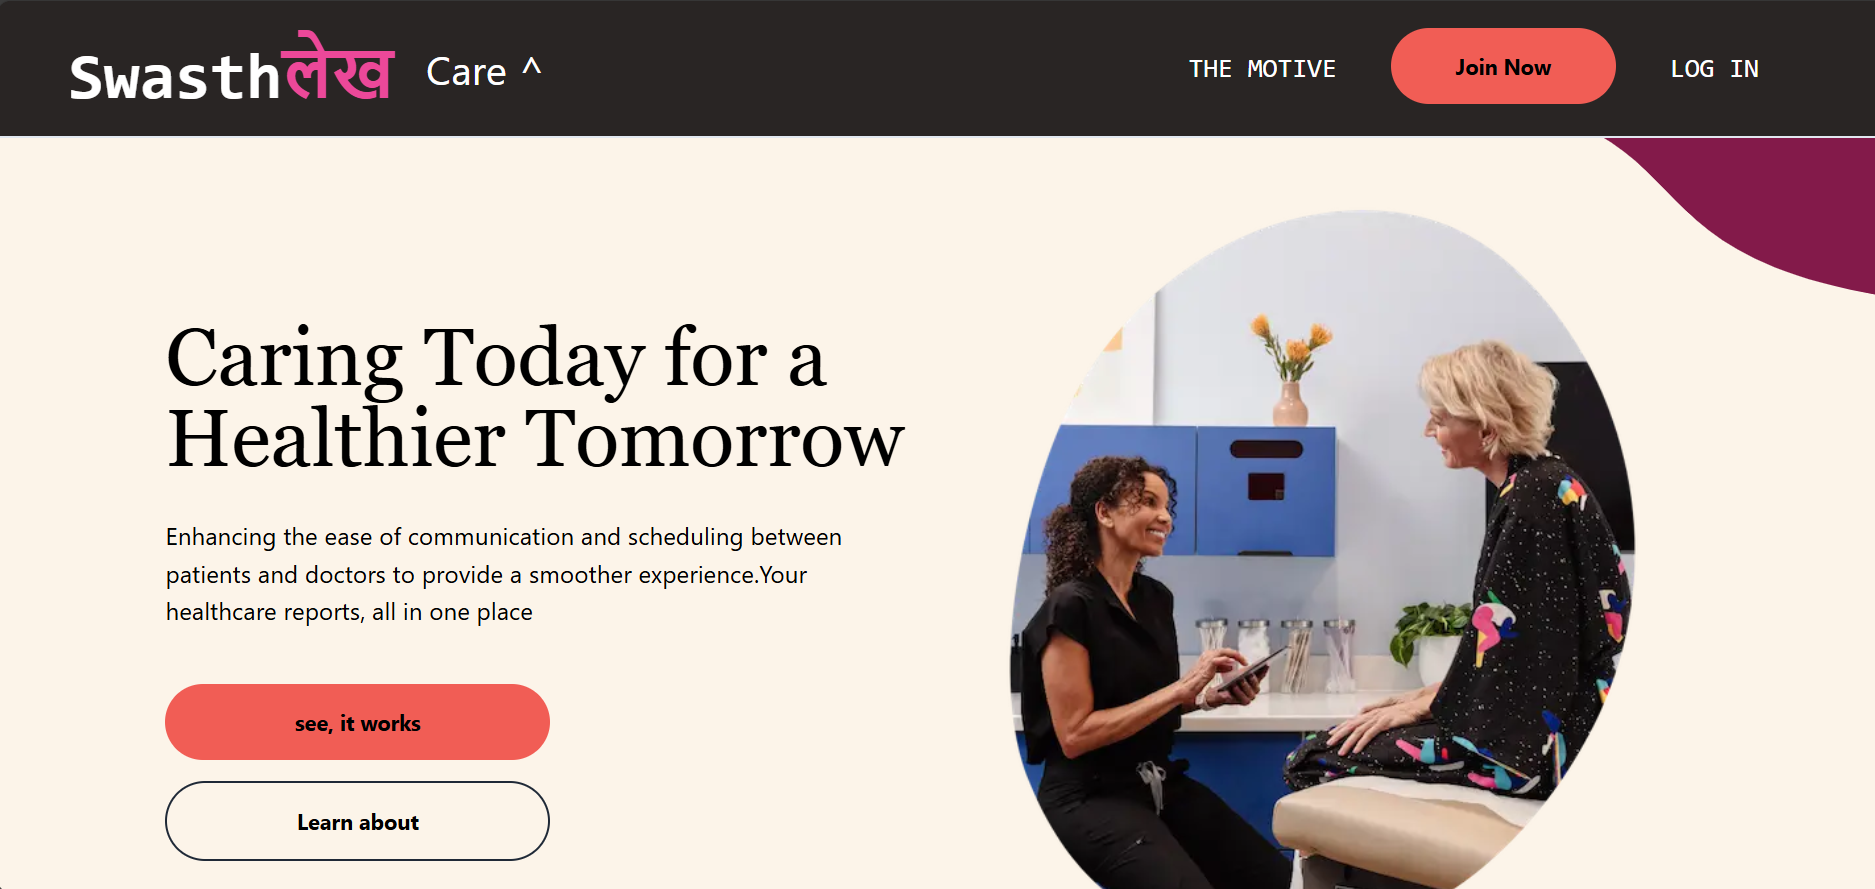 Swasthलेख Care ^ THE MOTIVE Join Now LOG IN
Caring Today for a
Healthier Tomorrow
Enhancing the ease of communication and scheduling between
patients and doctors to provide a smoother experience.Your
healthcare reports, all in one place
see, it works
Learn about